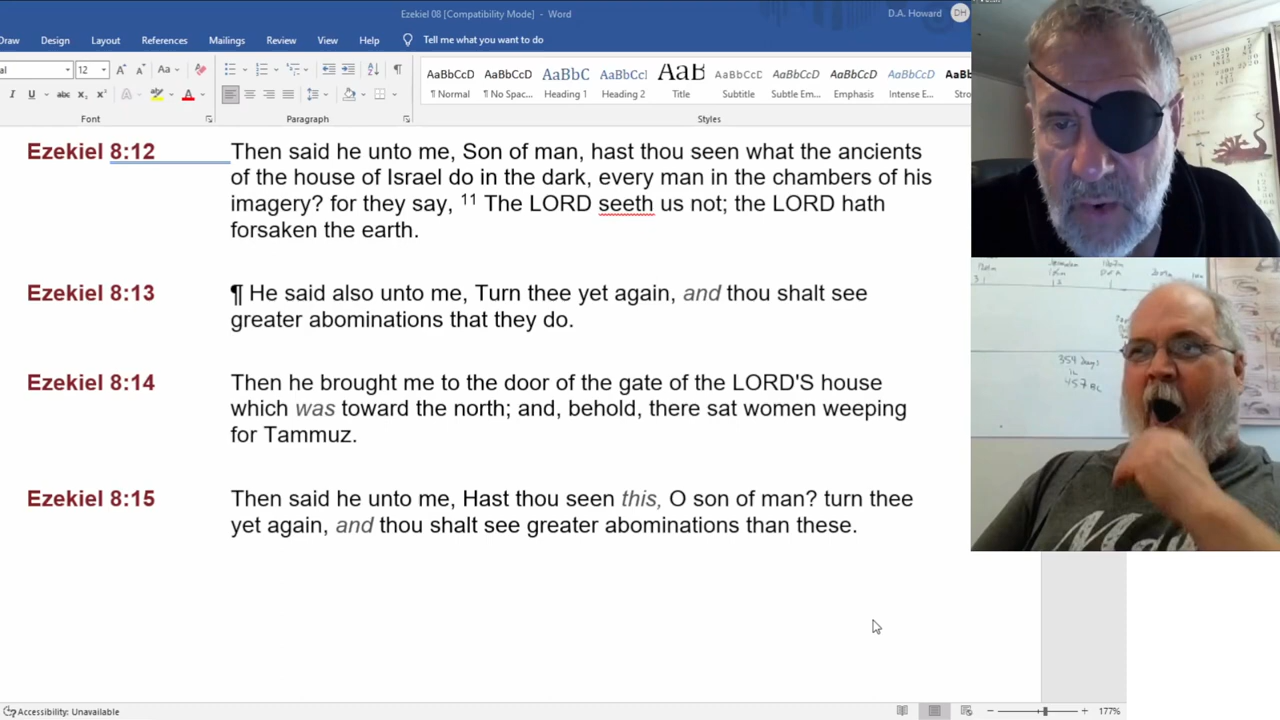 Ezekiel 08 [Compatibility Mode] - Word
D.A. Howard
DH
Draw
Design
Layout
References
Mailings
Review
View
Help
Tell me what you want to do
12
Aa
AaBbCcD
AaBbCcD
AaBbC
AaBbCcI
AaB
AaBbCcD
AaBbCcD
AaBbCcD
AaBbCcD
¶ Normal
¶ No Spac...
Heading 1
Heading 2
Title
Subtitle
Subtle Em...
Emphasis
Intense E...
Font
Paragraph
Styles
Ezekiel 8:12
Then said he unto me, Son of man, hast thou seen what the ancients
of the house of Israel do in the dark, every man in the chambers of his
imagery? for they say, 11 The LORD seeth us not; the LORD hath
forsaken the earth.
Ezekiel 8:13
¶ He said also unto me, Turn thee yet again, and thou shalt see
greater abominations that they do.
Ezekiel 8:14
Then he brought me to the door of the gate of the LORD'S house
which was toward the north; and, behold, there sat women weeping
for Tammuz.
Ezekiel 8:15
Then said he unto me, Hast thou seen this, O son of man? turn thee
yet again, and thou shalt see greater abominations than these.
354 days
457 BC
Accessibility: Unavailable
177%